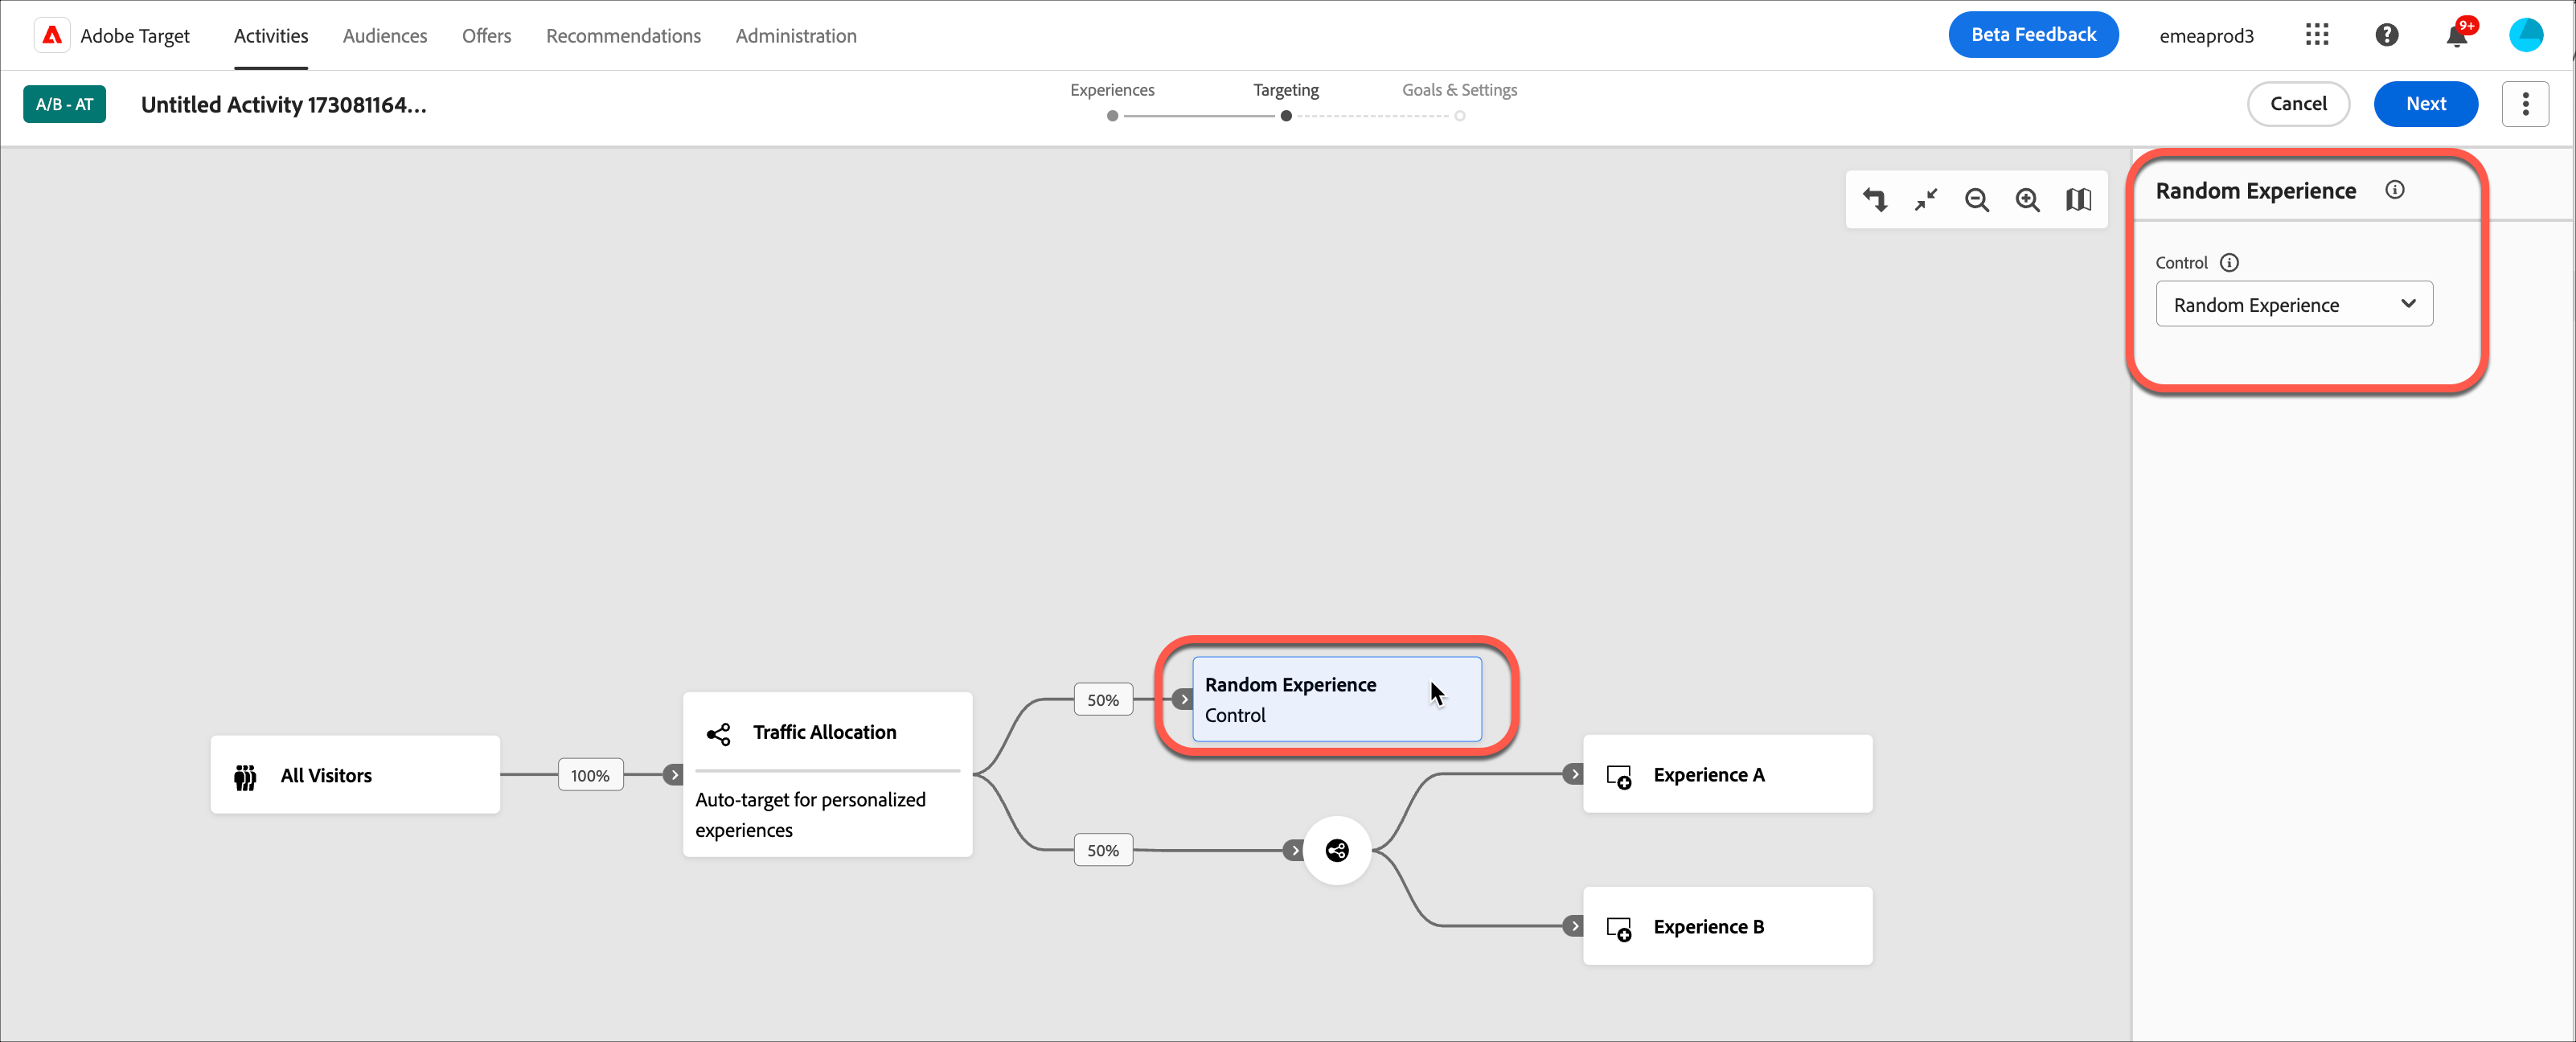 Adobe Target
Activities
Audiences
Offers
Recommendations
Administration
Beta Feedback
emeaprod3
9+
A/B - AT
Untitled Activity 173081164...
Experiences
Targeting
Goals & Settings
Cancel
Next
Random Experience
Control
Random Experience
All Visitors
100%
Traffic Allocation
Auto-target for personalized
experiences
50%
Random Experience
Control
50%
Experience A
Experience B